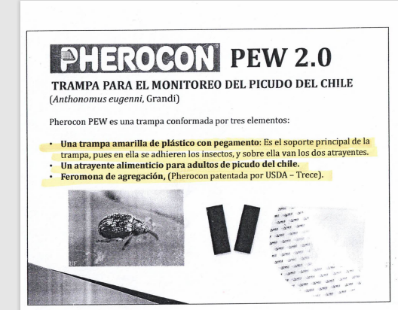 PHEROCON® PEW 2.0
TRAMPA PARA EL MONITOREO DEL PICUDO DEL CHILE
(Anthonomus eugenni, Grandi)
Pherocon PEW es una trampa conformada por tres elementos:
• Una trampa amarilla de plástico con pegamento: Es el soporte principal de la
trampa, pues en ella se adhieren los insectos, y sobre ella van los dos atrayentes.
• Un atrayente alimenticio para adultos de picudo del chile.
• Feromona de agregación, (Pherocon patentada por USDA – Trece).